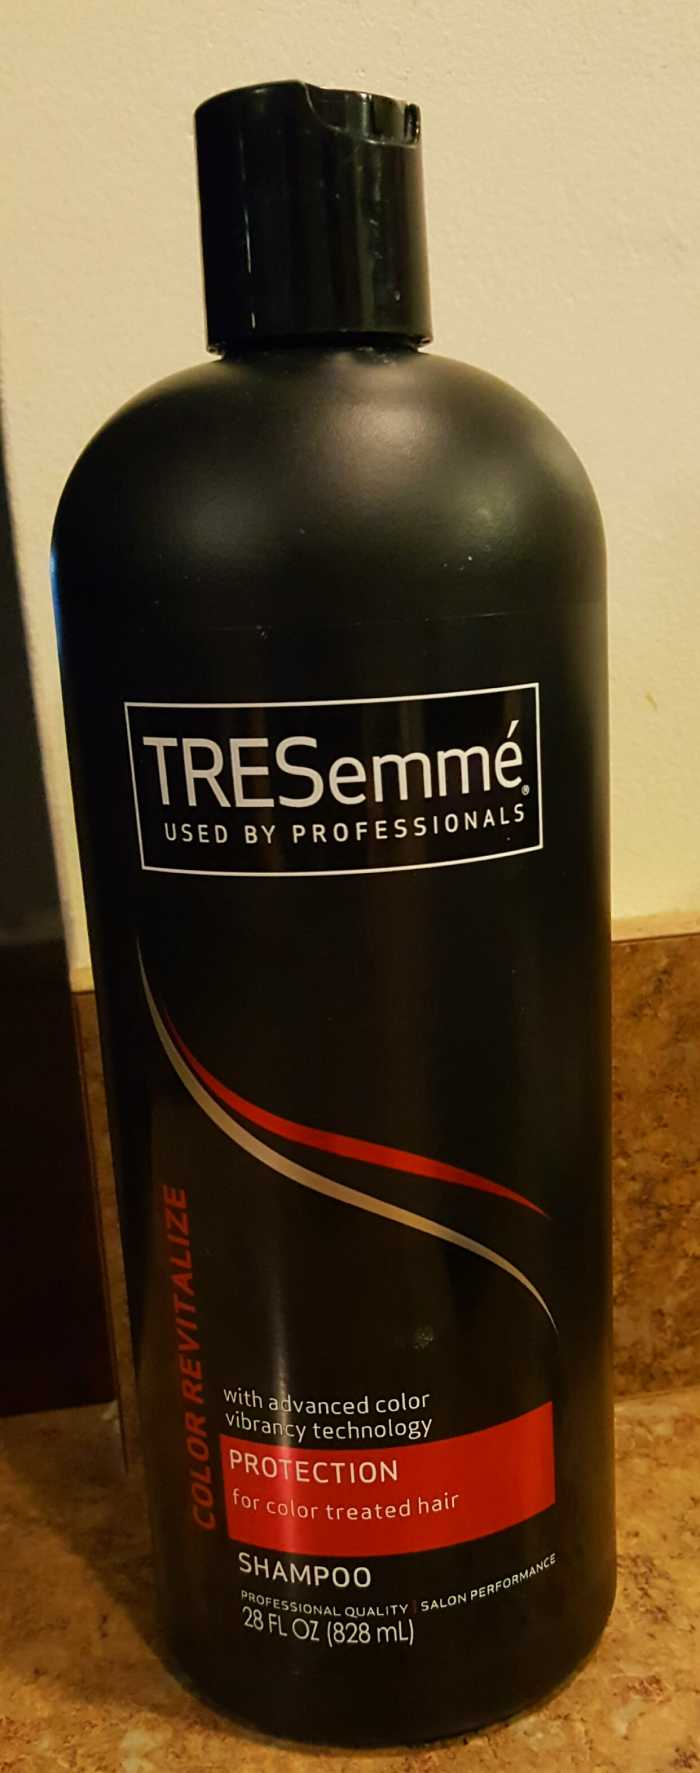 TRESemmé®
USED BY PROFESSIONALS
COLOR REVITALIZE
with advanced color
vibrancy technology
PROTECTION
for color treated hair
SHAMPOO
PROFESSIONAL QUALITY | SALON PERFORMANCE
28 FL OZ (828 mL)